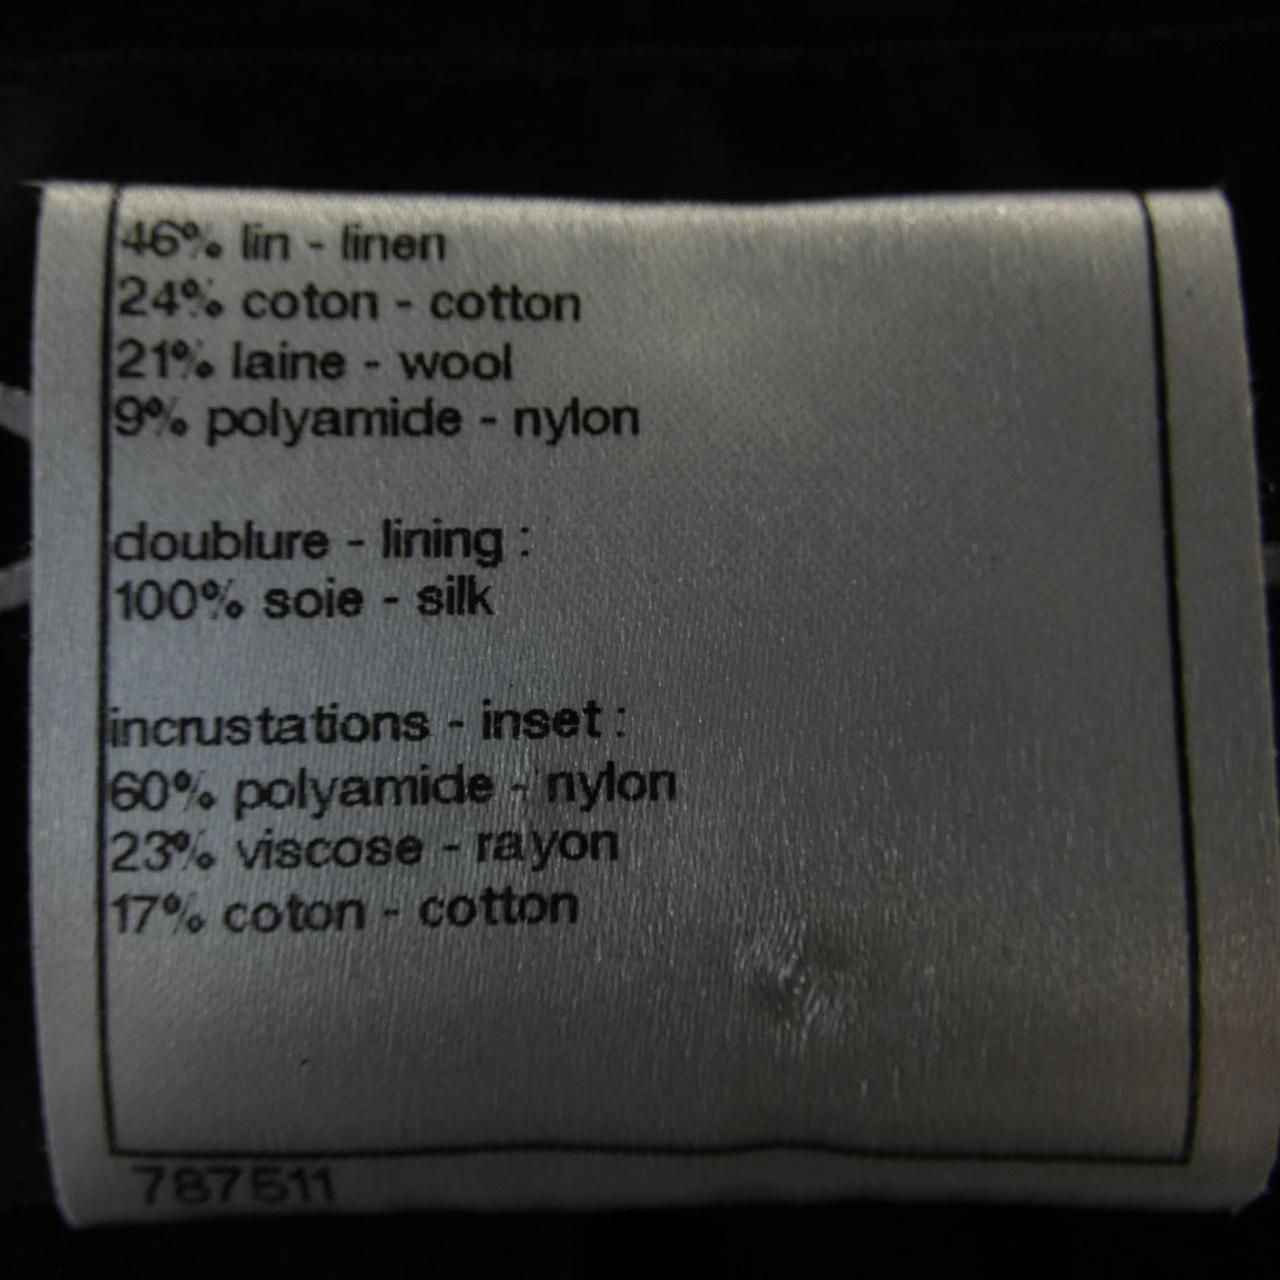 46% lin - linen
24% coton - cotton
21% laine - wool
9% polyamide - nylon
doublure - lining :
100% soie - silk
incrustations - inset :
60% polyamide - nylon
23% viscose - rayon
17% coton - cotton
787511